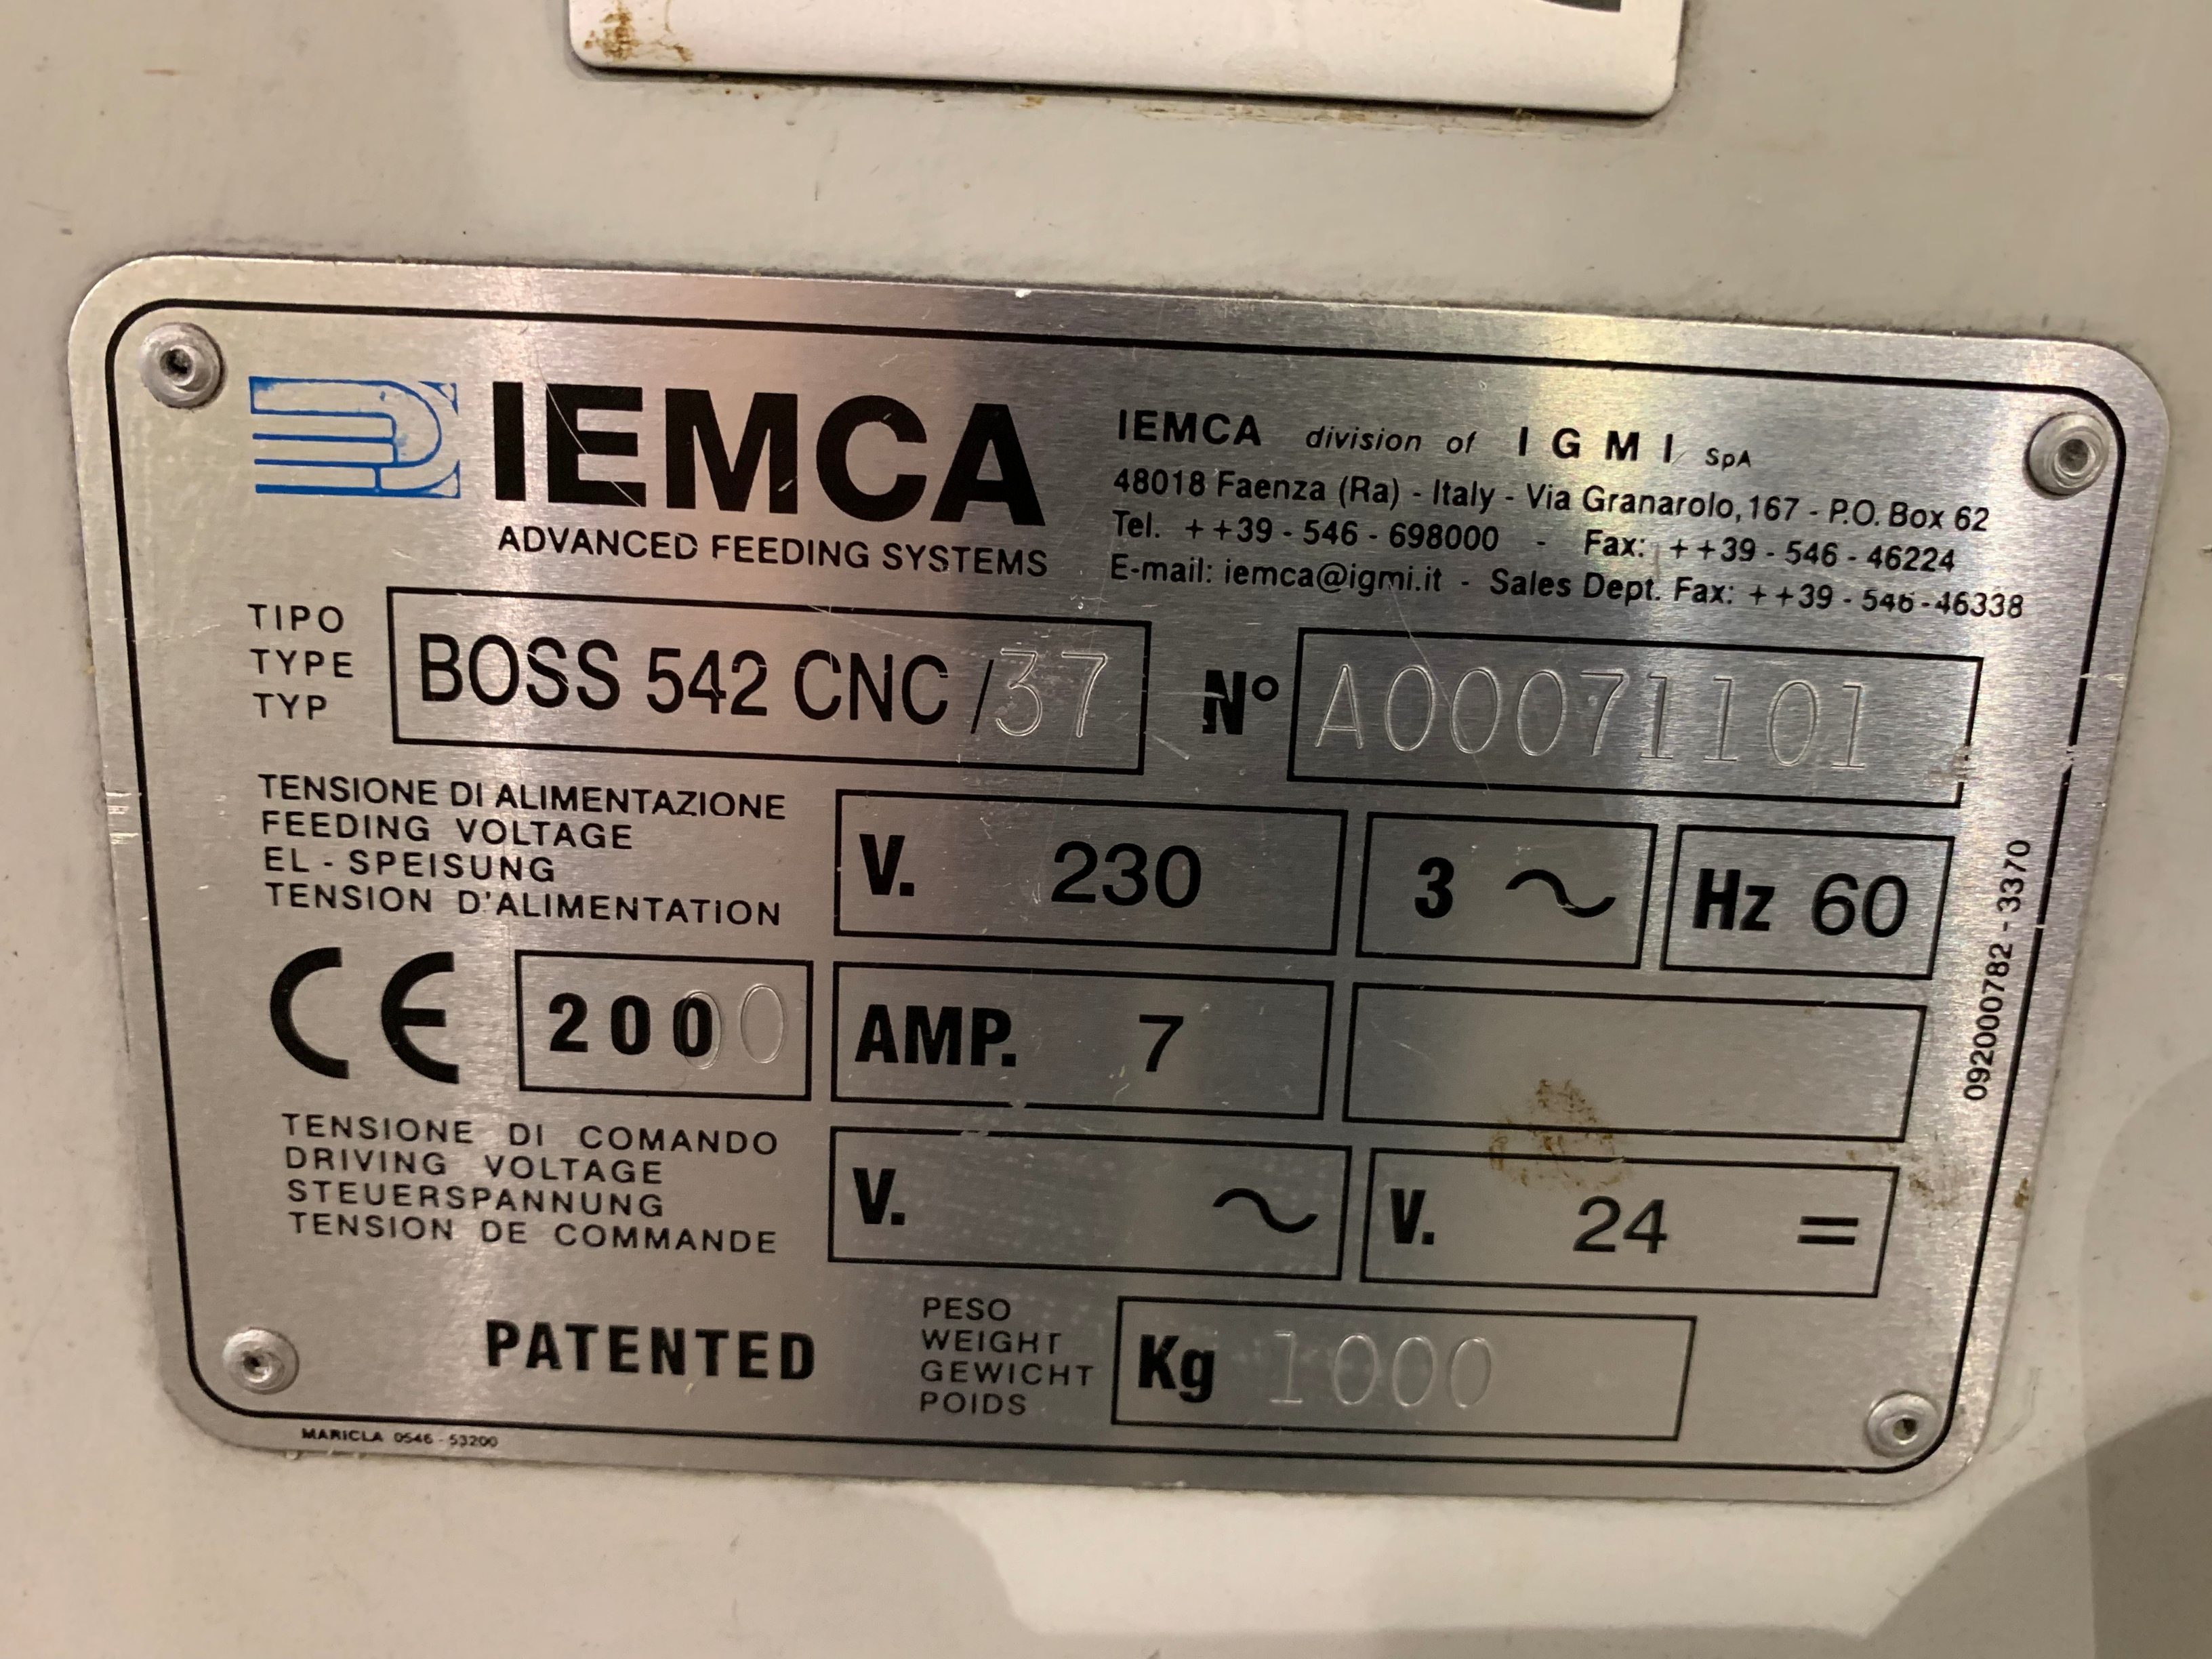 IEMCA
ADVANCED FEEDING SYSTEMS
IEMCA division of IGMI SpA
48018 Faenza (Ra) - Italy - Via Granarolo, 167 - P.O. Box 62
Tel. ++39 - 546 - 698000 - Fax: ++39 - 546 - 46224
E-mail: iemca@igmi.it - Sales Dept. Fax: ++39 - 546 - 46338
TIPO
TYPE
TYP
BOSS 542 CNC /37
N° A00071101
TENSIONE DI ALIMENTAZIONE
FEEDING VOLTAGE
EL - SPEISUNG
TENSION D'ALIMENTATION
V. 230
3 ~
Hz 60
CE
2000
AMP. 7
TENSIONE DI COMANDO
DRIVING VOLTAGE
STEUERSPANNUNG
TENSION DE COMMANDE
V. ~
V. 24 =
PATENTED
PESO
WEIGHT
GEWICHT
POIDS
Kg 1000
MARICLA 0546 - 53200
092000782 - 3370